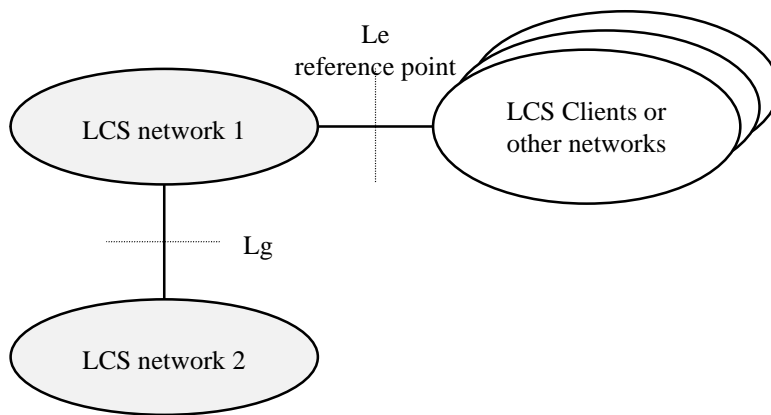 Le
reference point
LCS network 1
LCS Clients or
other networks
Lg
LCS network 2